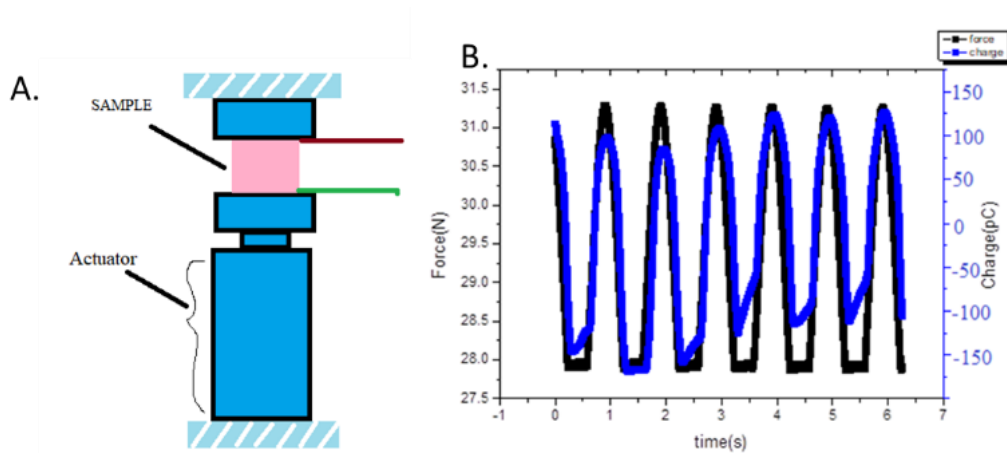 A.
SAMPLE
Actuator
B.
force
charge
31.5
31.0
30.5
30.0
29.5
29.0
28.5
28.0
27.5
Force(N)
150
100
50
0
-50
-100
-150
Charge(pC)
-1 0 1 2 3 4 5 6 7
time(s)